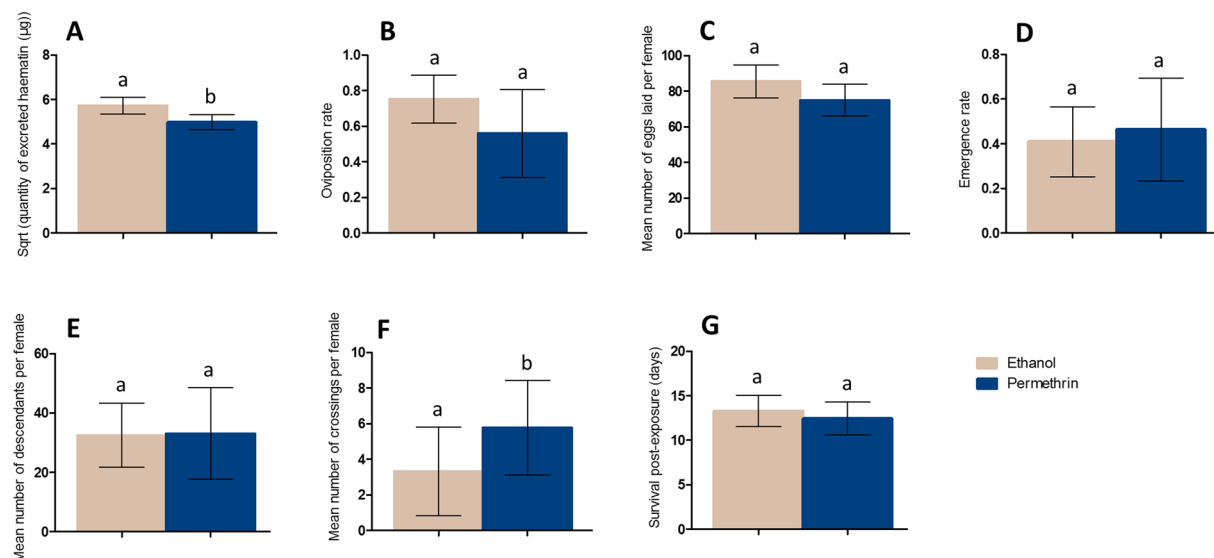 A
Sqrt (quantity of excreted haematin (µg))
8
6
4
2
0
a
b
B
Oviposition rate
1.0
0.8
0.6
0.4
0.2
0.0
a
a
C
Mean number of eggs laid per female
100
80
60
40
20
0
a
a
D
Emergence rate
0.8
0.6
0.4
0.2
0.0
a
a
E
Mean number of descendants per female
60
40
20
0
a
a
F
Mean number of crossings per female
10
8
6
4
2
0
a
b
G
Survival post-exposure (days)
20
15
10
5
0
a
a
Ethanol
Permethrin